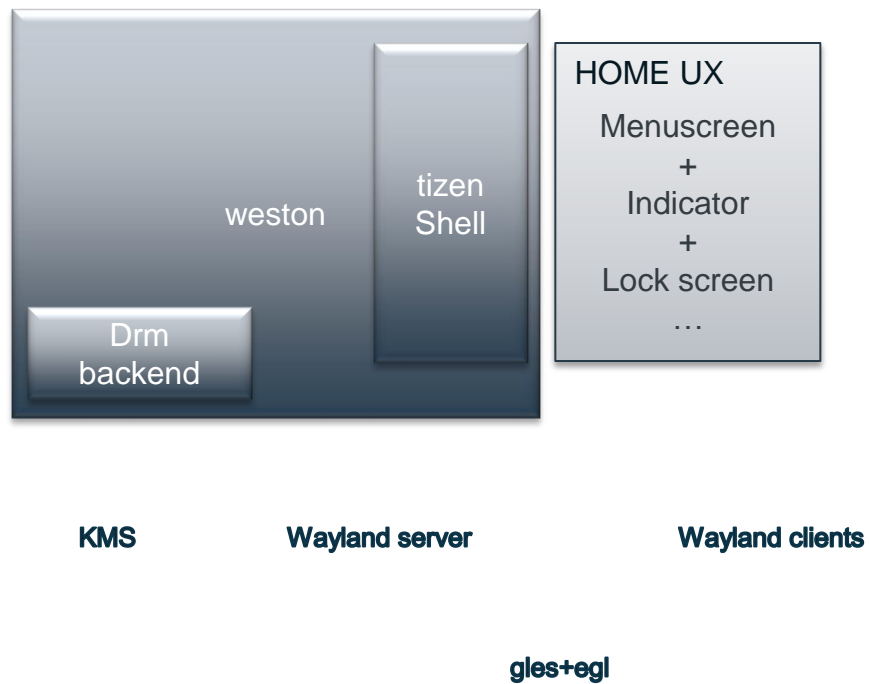 HOME UX
Menuscreen
+
Indicator
+
Lock screen
…
tizen
Shell
weston
Drm
backend
KMS
Wayland server
Wayland clients
gles+egl